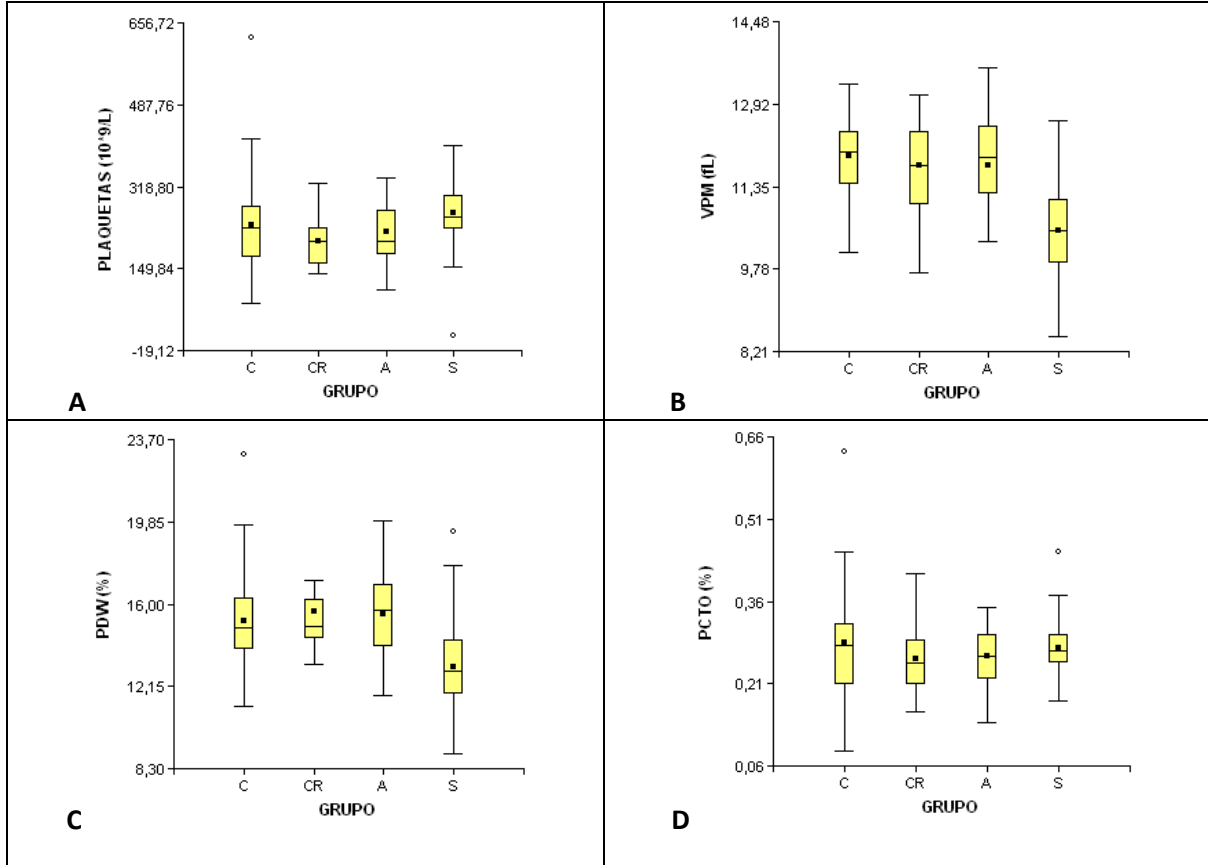 656,72
487,76
318,80
149,84
-19,12
PLAQUETAS (10^9/L)
C CR A S
GRUPO
A
14,48
12,92
11,35
9,78
8,21
VPM (fL)
C CR A S
GRUPO
B
23,70
19,85
16,00
12,15
8,30
PDW (%)
C CR A S
GRUPO
C
0,66
0,51
0,36
0,21
0,06
PCTO (%)
C CR A S
GRUPO
D